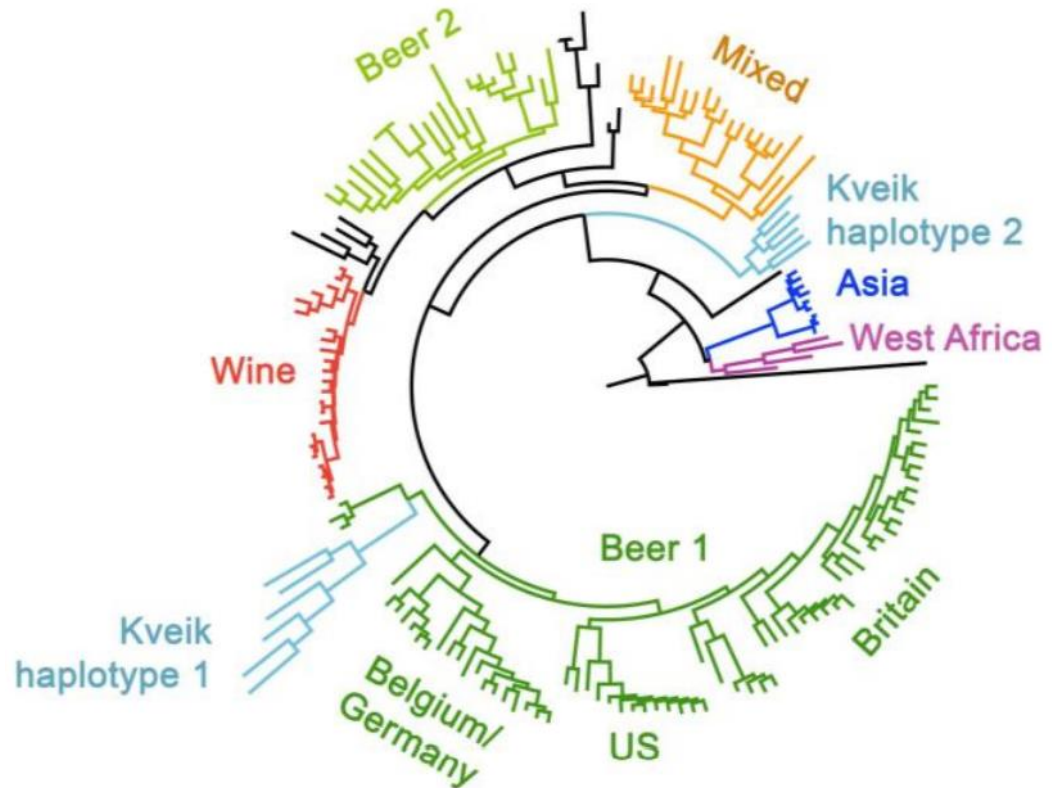 Beer 2
Mixed
Kveik
haplotype 2
Asia
West Africa
Wine
Beer 1
Britain
Kveik
haplotype 1
Belgium/
Germany
US